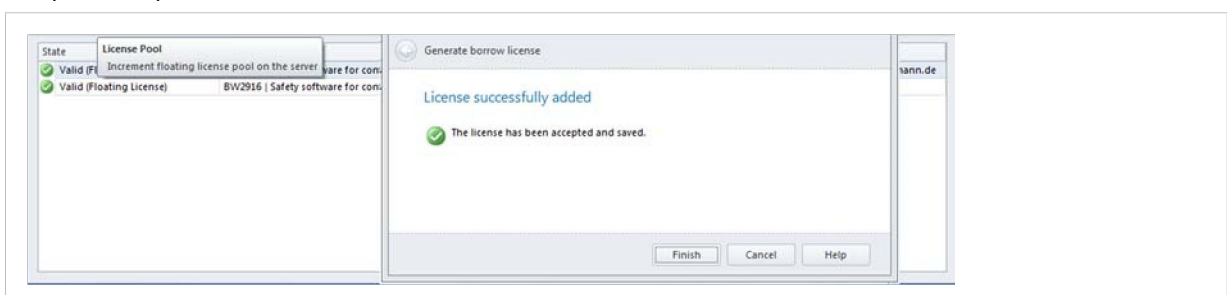 State
License Pool
Increment floating license pool on the server
Valid (Fl
ware for con
mann.de
Valid (Floating License)
BW2916 | Safety software for con
Generate borrow license
License successfully added
The license has been accepted and saved.
Finish
Cancel
Help